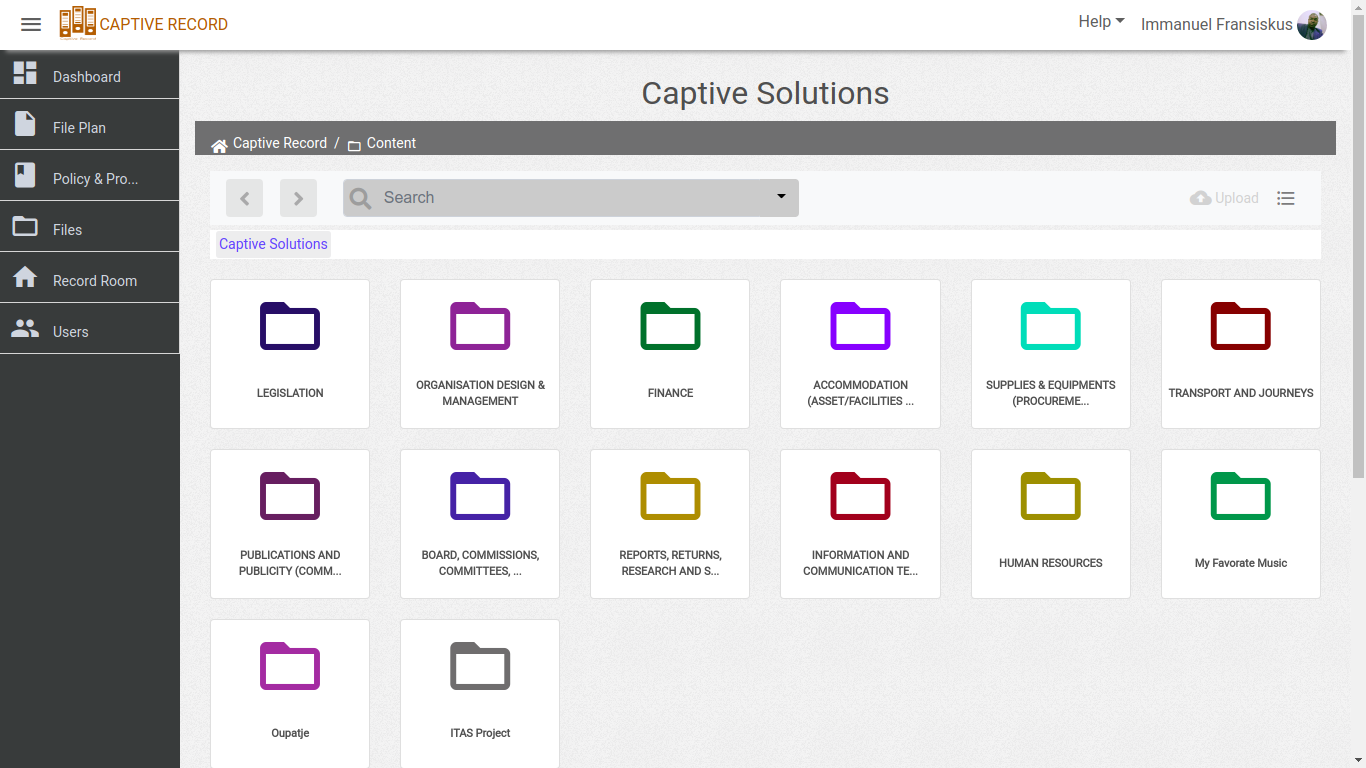 CAPTIVE RECORD
Help
Immanuel Fransiskus
Dashboard
File Plan
Policy & Pro...
Files
Record Room
Users
Captive Solutions
Captive Record / Content
Search
Upload
Captive Solutions
LEGISLATION
ORGANISATION DESIGN &
MANAGEMENT
FINANCE
ACCOMMODATION
(ASSET/FACILITIES ...
SUPPLIES & EQUIPMENTS
(PROCUREME...
TRANSPORT AND JOURNEYS
PUBLICATIONS AND
PUBLICITY (COMM...
BOARD, COMMISSIONS,
COMMITTEES, ...
REPORTS, RETURNS,
RESEARCH AND S...
INFORMATION AND
COMMUNICATION TE...
HUMAN RESOURCES
My Favorate Music
Oupatje
ITAS Project